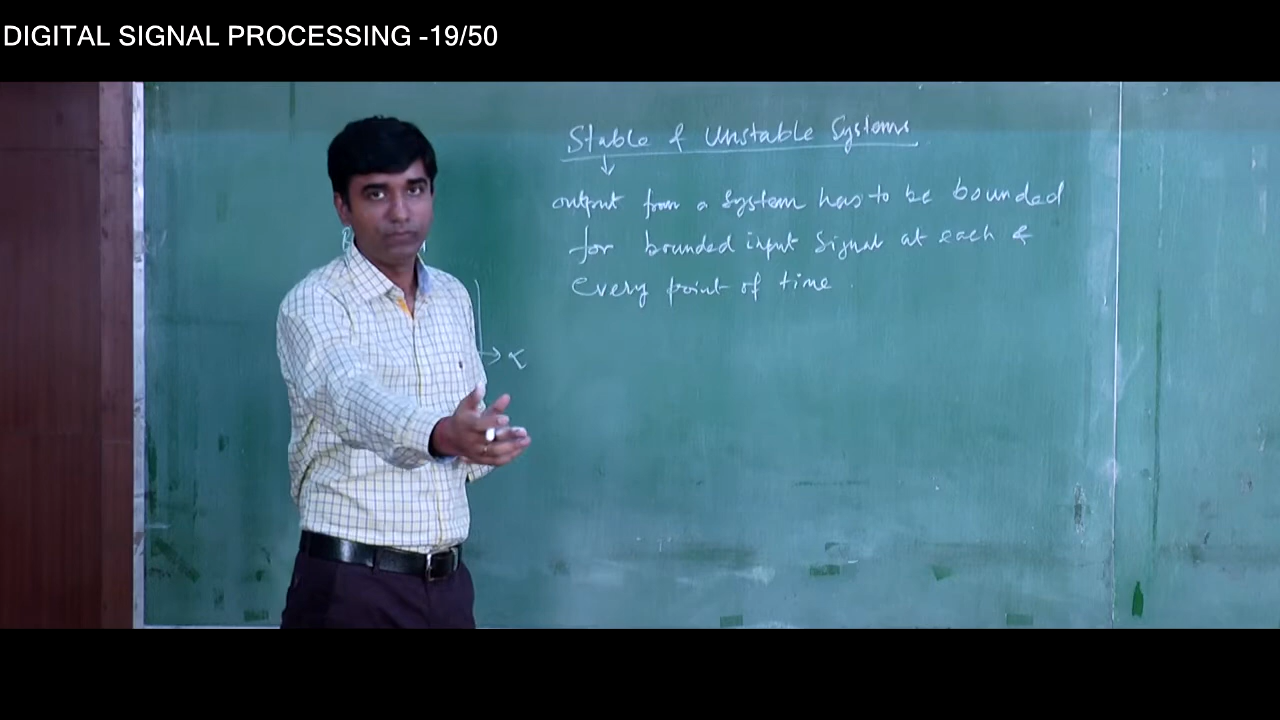 DIGITAL SIGNAL PROCESSING -19/50
Stable & Unstable Systems
output from a system has to be bounded
for bounded input signal at each &
every point of time.